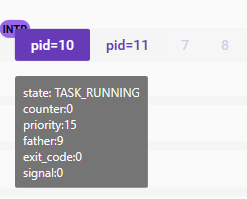 INTR
pid=10 pid=11 7 8
state: TASK_RUNNING
counter:0
priority:15
father:9
exit_code:0
signal:0